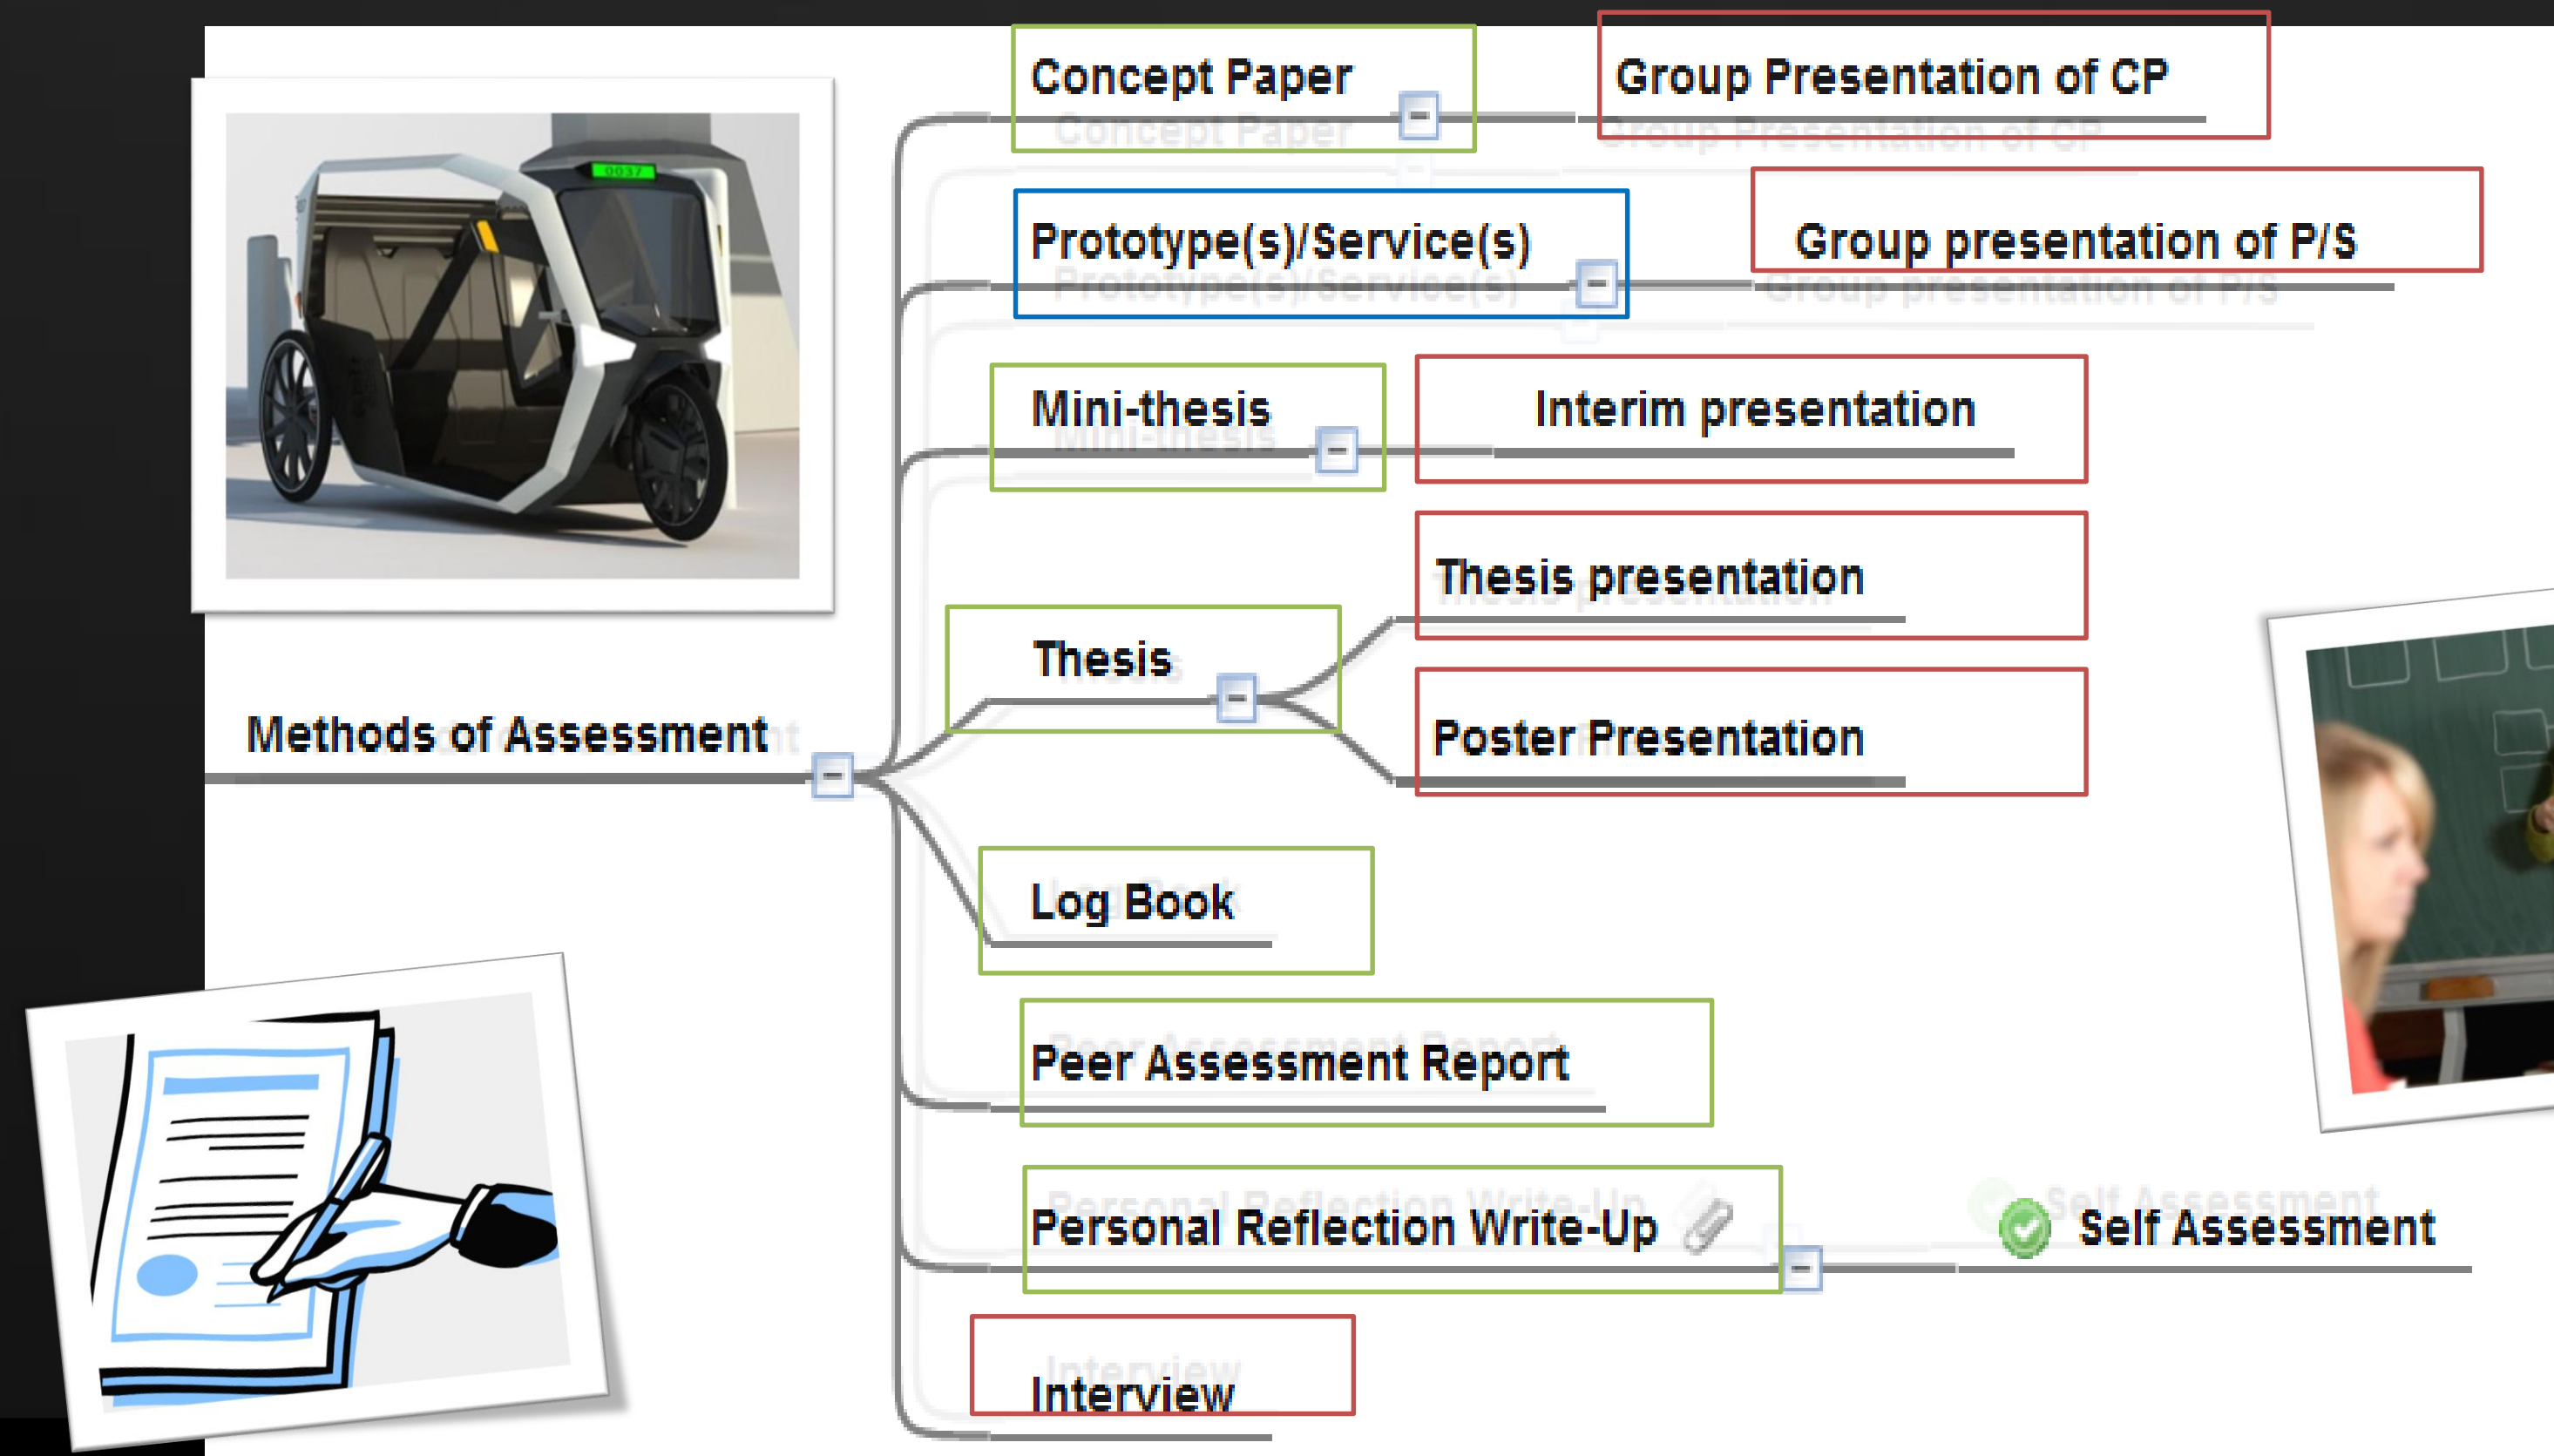 Concept Paper
Group Presentation of CP
Prototype(s)/Service(s)
Group presentation of P/S
Mini-thesis
Interim presentation
Thesis presentation
Thesis
Poster Presentation
Methods of Assessment
Log Book
Peer Assessment Report
Personal Reflection Write-Up
Self Assessment
Interview
0037